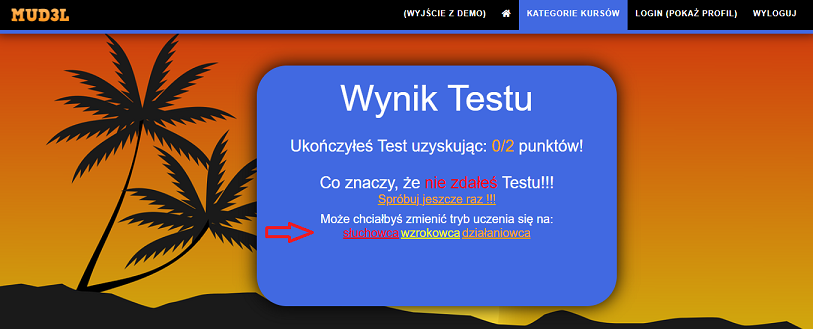 MUD3L
(WYJŚCIE Z DEMO) KATEGORIE KURSÓW LOGIN (POKAŻ PROFIL) WYLOGUJ
Wynik Testu
Ukończyłeś Test uzyskując: 0/2 punktów!
Co znaczy, że nie zdałeś Testu!!!
Spróbuj jeszcze raz !!!
Może chciałbyś zmienić tryb uczenia się na:
słuchowca wzrokowca działaniowca